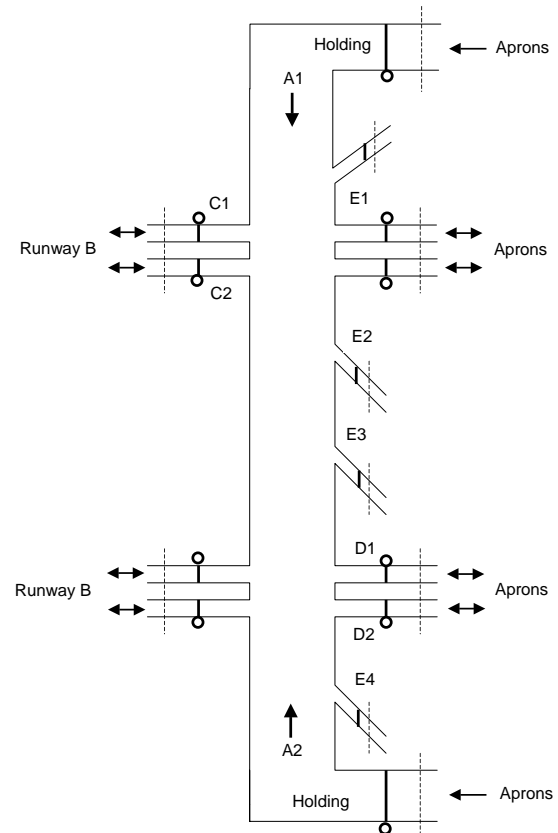 Holding
Aprons
A1
C1
E1
Runway B
Aprons
C2
E2
E3
D1
Runway B
Aprons
D2
E4
A2
Holding
Aprons